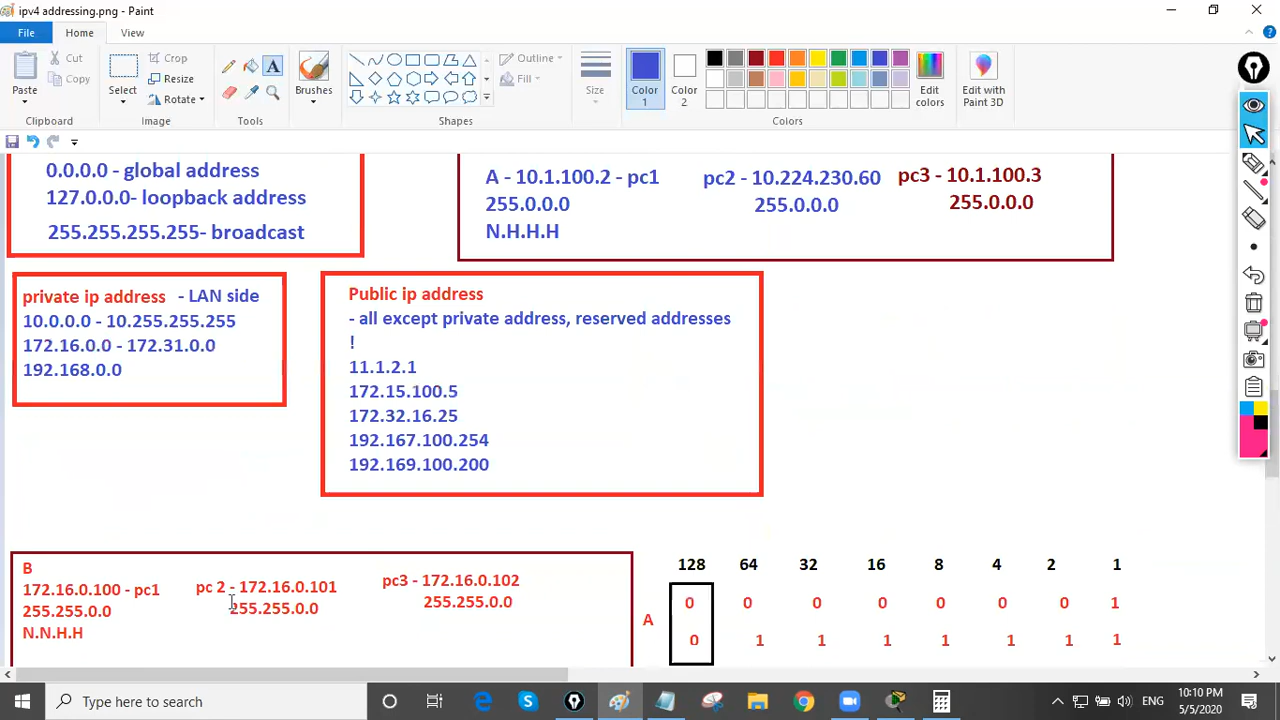 ipv4 addressing.png - Paint
File
Home
View
Paste
Cut
Copy
Clipboard
Select
Crop
Resize
Rotate
Image
A
Tools
Brushes
Shapes
Outline
Fill
Size
Color 1
Color 2
Edit colors
Colors
Edit with Paint 3D
0.0.0.0 - global address
127.0.0.0- loopback address
255.255.255.255- broadcast
A - 10.1.100.2 - pc1 pc2 - 10.224.230.60 pc3 - 10.1.100.3
255.0.0.0 255.0.0.0 255.0.0.0
N.H.H.H
private ip address - LAN side
10.0.0.0 - 10.255.255.255
172.16.0.0 - 172.31.0.0
192.168.0.0
Public ip address
- all except private address, reserved addresses
!
11.1.2.1
172.15.100.5
172.32.16.25
192.167.100.254
192.169.100.200
B
172.16.0.100 - pc1 pc 2 - 172.16.0.101 pc3 - 172.16.0.102
255.255.0.0 255.255.0.0 255.255.0.0
N.N.H.H
128 64 32 16 8 4 2 1
A
0 0 0 0 0 0 0 1
0 1 1 1 1 1 1 1
Type here to search
ENG
10:10 PM
5/5/2020
5